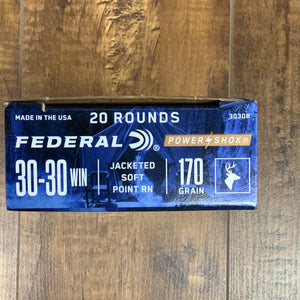 MADE IN THE USA
20 ROUNDS
3030B
FEDERAL®
POWER SHOK®
30-30 WIN
JACKETED
SOFT
POINT RN
170
GRAIN